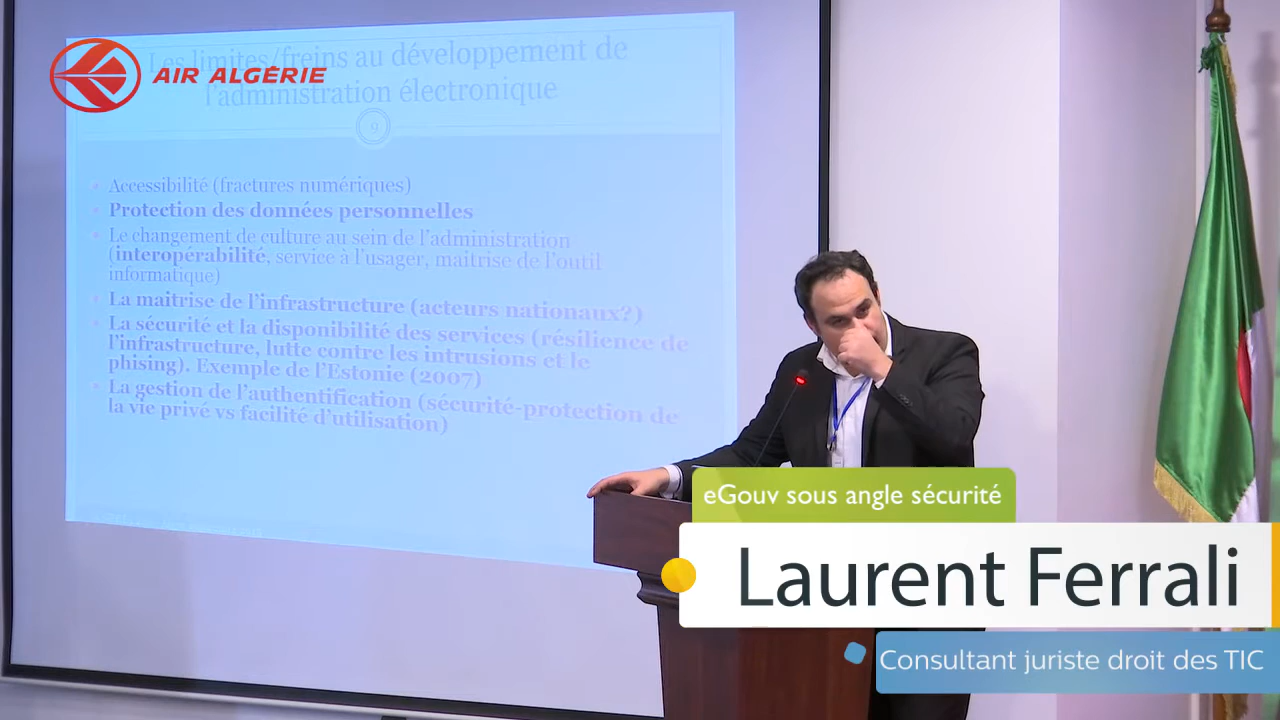 AIR ALGÉRIE
Les limites/freins au développement de
l'administration électronique
9
Accessibilité (fractures numériques)
Protection des données personnelles
Le changement de culture au sein de l'administration
(interopérabilité, service à l'usager, maitrise de l'outil
informatique)
La maitrise de l'infrastructure (acteurs nationaux?)
La sécurité et la disponibilité des services (résilience de
l'infrastructure, lutte contre les intrusions et le
phising). Exemple de l'Estonie (2007)
La gestion de l'authentification (sécurité-protection de
la vie privé vs facilité d'utilisation)
eGouv sous angle sécurité
Laurent Ferrali
Consultant juriste droit des TIC